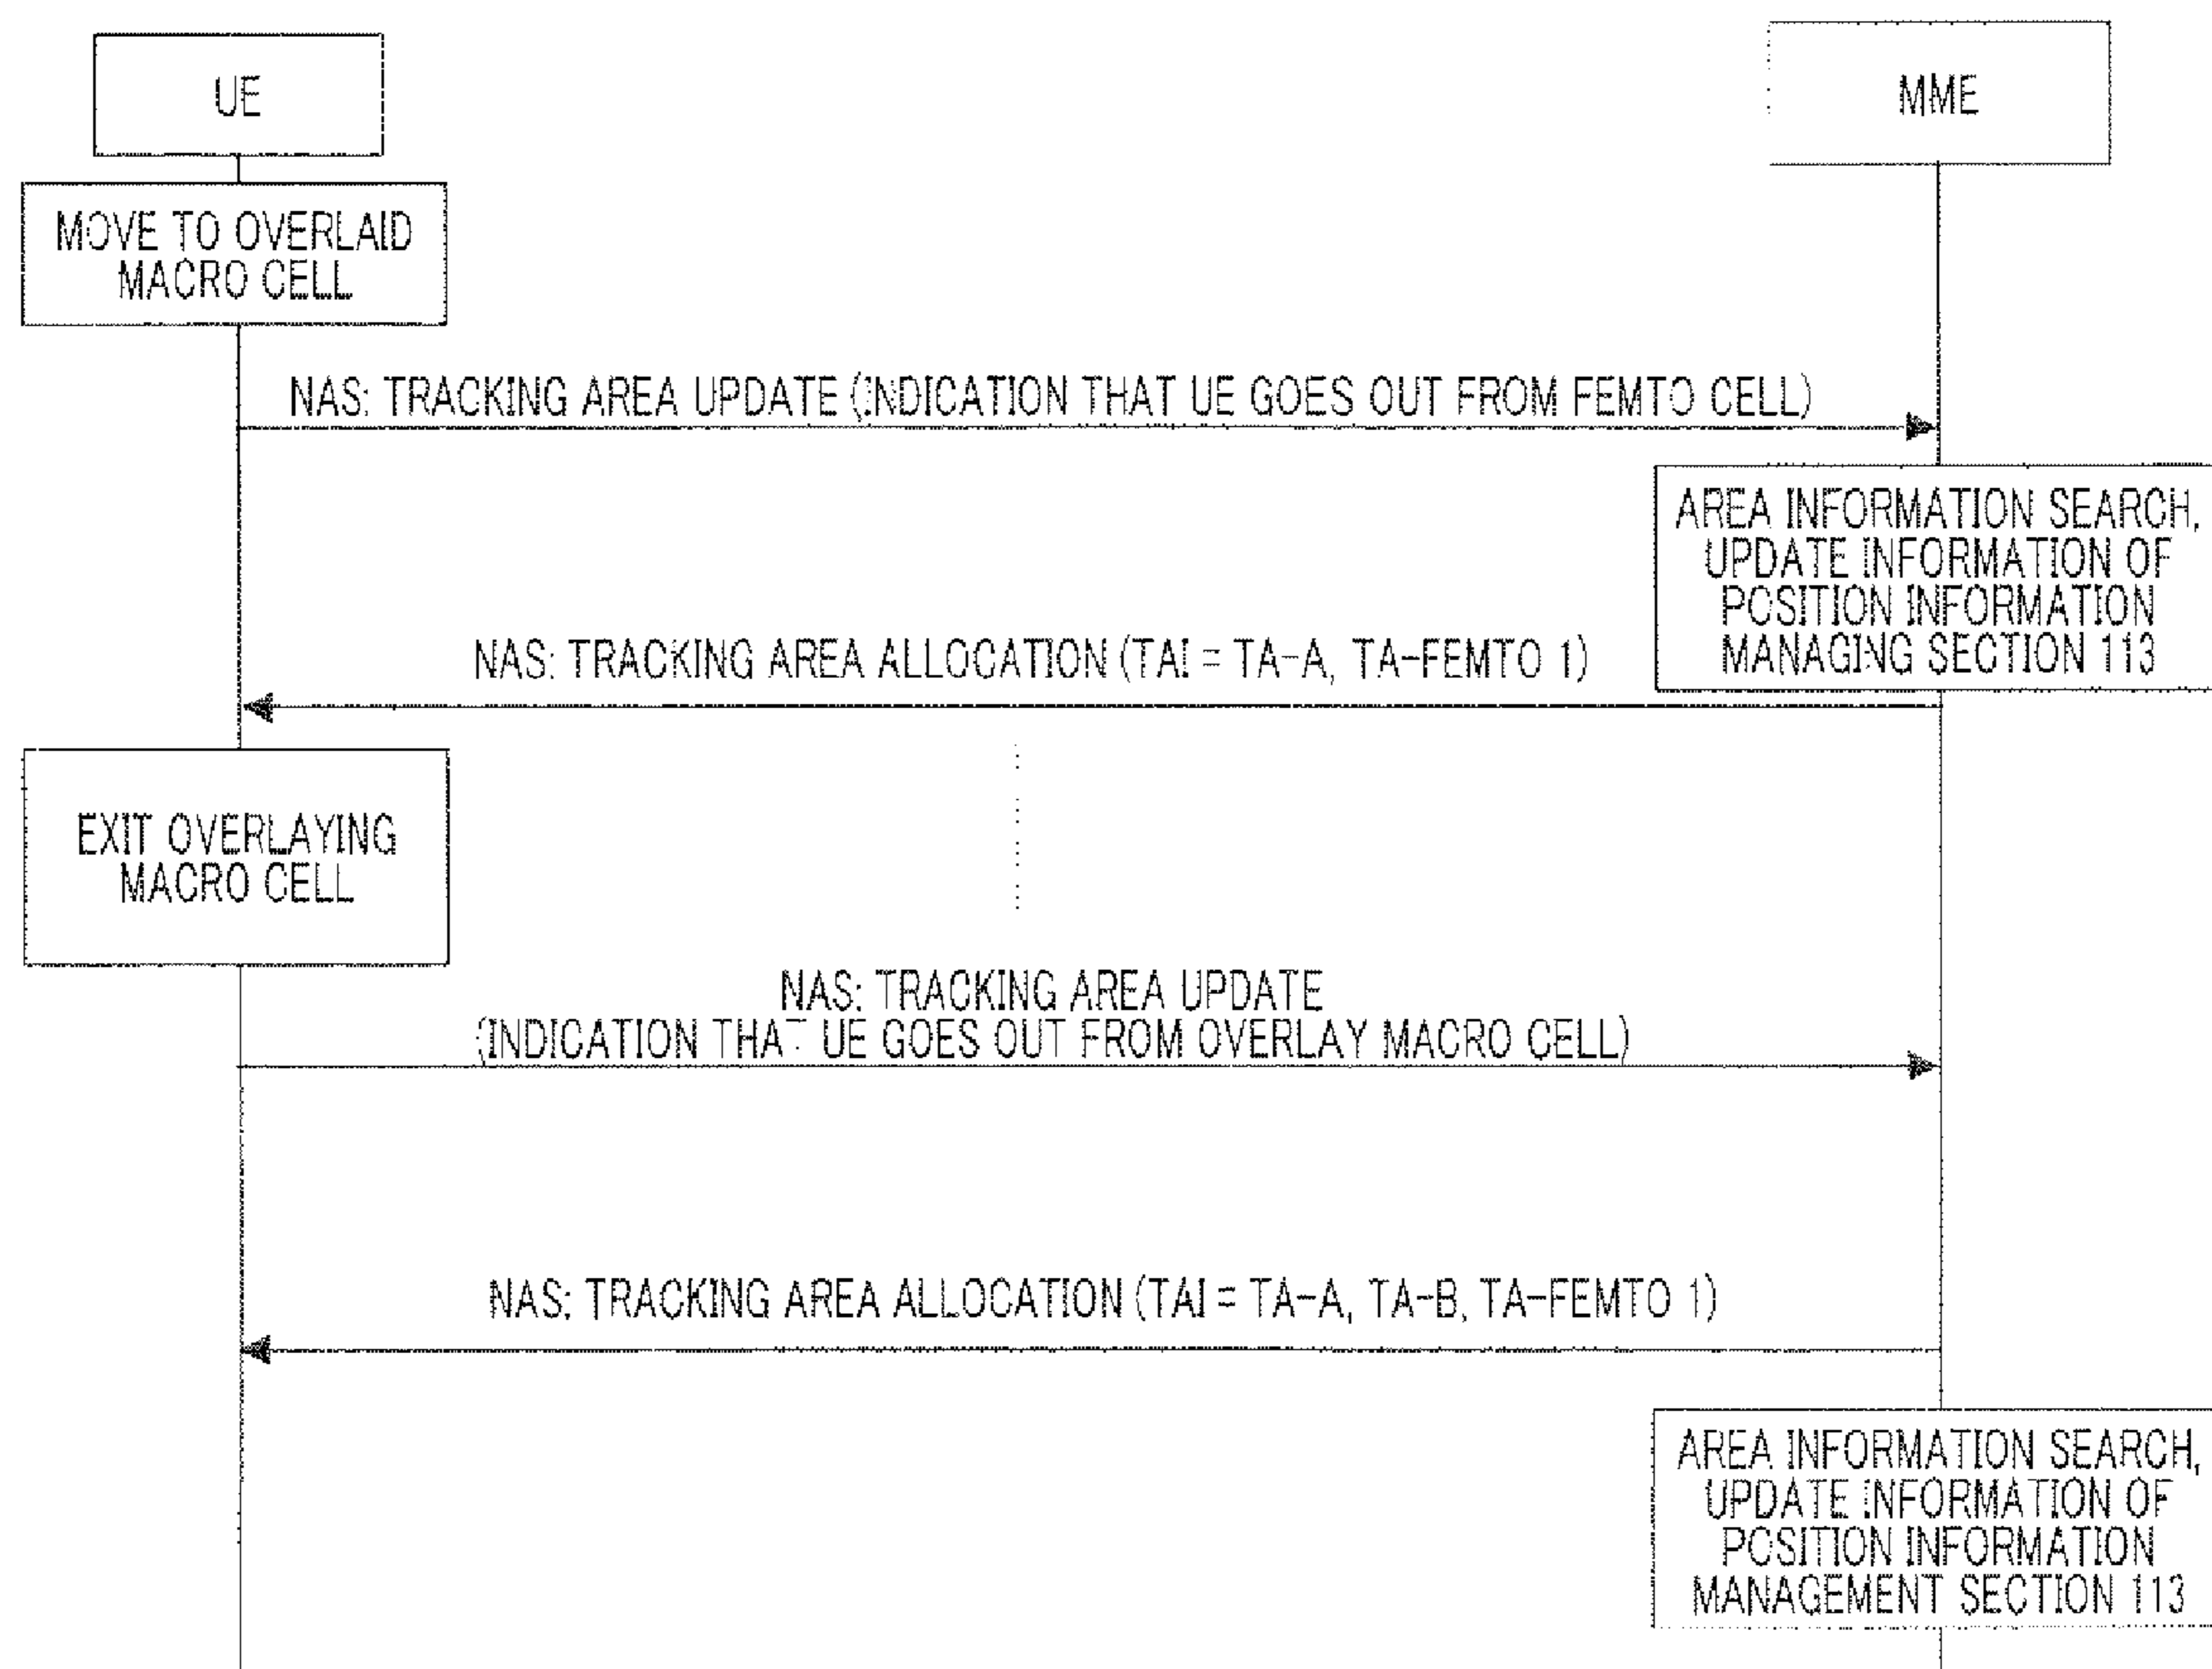 UE
MME
MOVE TO OVERLAID
MACRO CELL
NAS: TRACKING AREA UPDATE (INDICATION THAT UE GOES OUT FROM FEMTO CELL)
AREA INFORMATION SEARCH,
UPDATE INFORMATION OF
POSITION INFORMATION
MANAGING SECTION 113
NAS: TRACKING AREA ALLOCATION (TAI = TA-A, TA-FEMTO 1)
EXIT OVERLAYING
MACRO CELL
NAS: TRACKING AREA UPDATE
(INDICATION THAT UE GOES OUT FROM OVERLAY MACRO CELL)
NAS: TRACKING AREA ALLOCATION (TAI = TA-A, TA-B, TA-FEMTO 1)
AREA INFORMATION SEARCH,
UPDATE INFORMATION OF
POSITION INFORMATION
MANAGEMENT SECTION 113